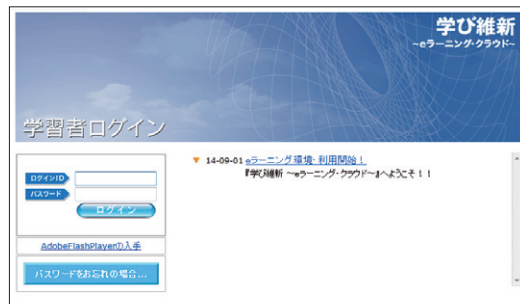 学び維新
~eラーニング・クラウド~
学習者ログイン
ログインID
パスワード
ログイン
AdobeFlashPlayerの入手
パスワードをお忘れの場合...
▼ 14-09-01 eラーニング環境・利用開始!
『学び維新 ~eラーニング・クラウド~』へようこそ!!